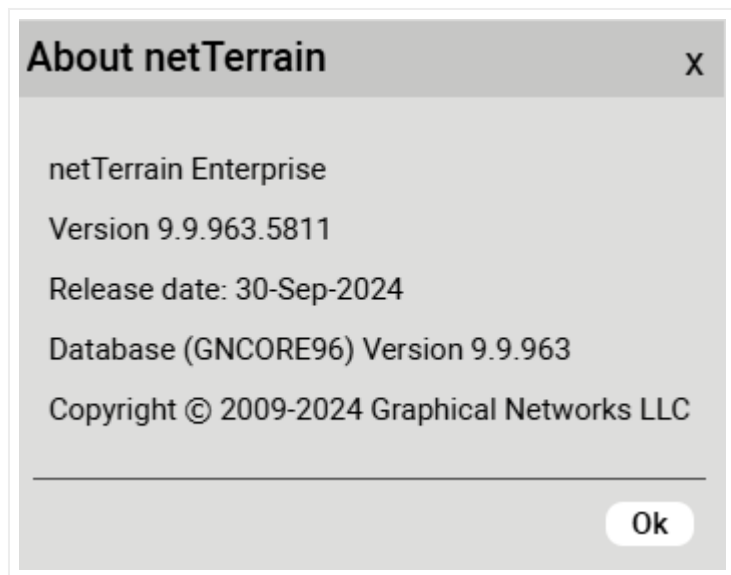 About netTerrain x
netTerrain Enterprise
Version 9.9.963.5811
Release date: 30-Sep-2024
Database (GNCORE96) Version 9.9.963
Copyright © 2009-2024 Graphical Networks LLC
Ok